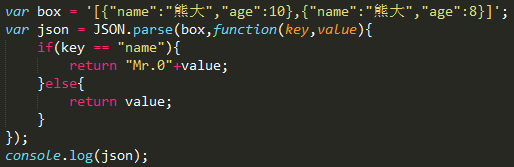 var box = '[{"name":"熊大","age":10},{"name":"熊大","age":8}]';
var json = JSON.parse(box,function(key,value){
    if(key == "name"){
        return "Mr.0"+value;
    }else{
        return value;
    }
});
console.log(json);